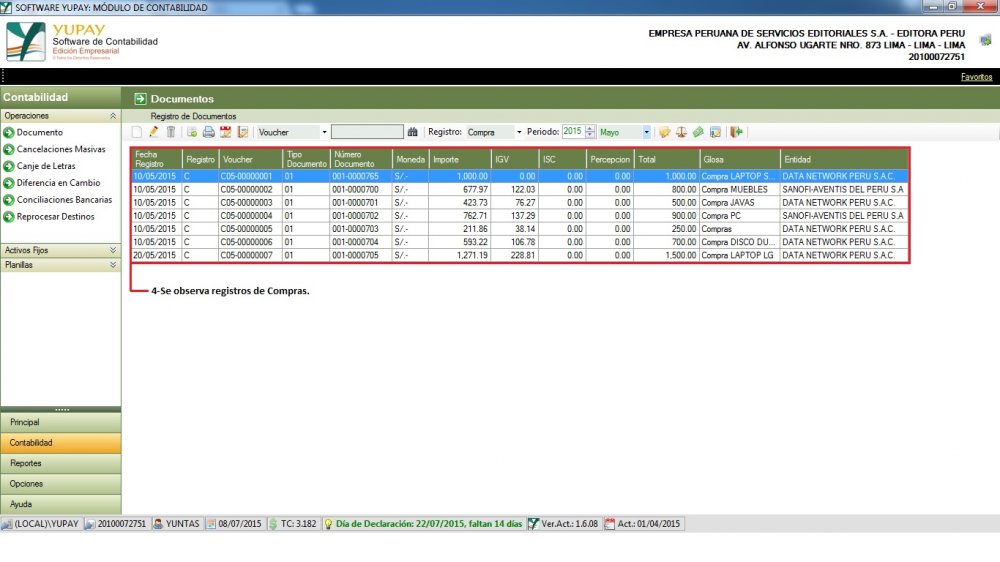 SOFTWARE YUPAY: MÓDULO DE CONTABILIDAD
YUPAY
Software de Contabilidad
Edición Empresarial
EMPRESA PERUANA DE SERVICIOS EDITORIALES S.A. - EDITORA PERU
AV. ALFONSO UGARTE NRO. 873 LIMA - LIMA - LIMA
20100072751
Favoritos
Contabilidad
Operaciones
Documento
Cancelaciones Masivas
Canje de Letras
Diferencia en Cambio
Conciliaciones Bancarias
Reprocesar Destinos
Activos Fijos
Planillas
Principal
Contabilidad
Reportes
Opciones
Ayuda
Documentos
Registro de Documentos
Voucher Registro: Compra Periodo: 2015 Mayo
Fecha Registro Registro Voucher Tipo Documento Número Documento Moneda Importe IGV ISC Percepcion Total Glosa Entidad
10/05/2015 C C05-00000001 01 001-0000765 S/.- 1,000.00 0.00 0.00 0.00 1,000.00 Compra LAPTOP S... DATA NETWORK PERU S.A.C.
10/05/2015 C C05-00000002 01 001-0000700 S/.- 677.97 122.03 0.00 0.00 800.00 Compra MUEBLES SANOFI-AVENTIS DEL PERU S.A
10/05/2015 C C05-00000003 01 001-0000701 S/.- 423.73 76.27 0.00 0.00 500.00 Compra JAVAS DATA NETWORK PERU S.A.C.
10/05/2015 C C05-00000004 01 001-0000702 S/.- 762.71 137.29 0.00 0.00 900.00 Compra PC SANOFI-AVENTIS DEL PERU S.A
10/05/2015 C C05-00000005 01 001-0000703 S/.- 211.86 38.14 0.00 0.00 250.00 Compras DATA NETWORK PERU S.A.C.
10/05/2015 C C05-00000006 01 001-0000704 S/.- 593.22 106.78 0.00 0.00 700.00 Compra DISCO DU... DATA NETWORK PERU S.A.C.
20/05/2015 C C05-00000007 01 001-0000705 S/.- 1,271.19 228.81 0.00 0.00 1,500.00 Compra LAPTOP LG DATA NETWORK PERU S.A.C.
4-Se observa registros de Compras.
(LOCAL)\YUPAY 20100072751 YUNTAS 08/07/2015 TC: 3.182 Día de Declaración: 22/07/2015, faltan 14 días Ver.Act.: 1.6.08 Act.: 01/04/2015